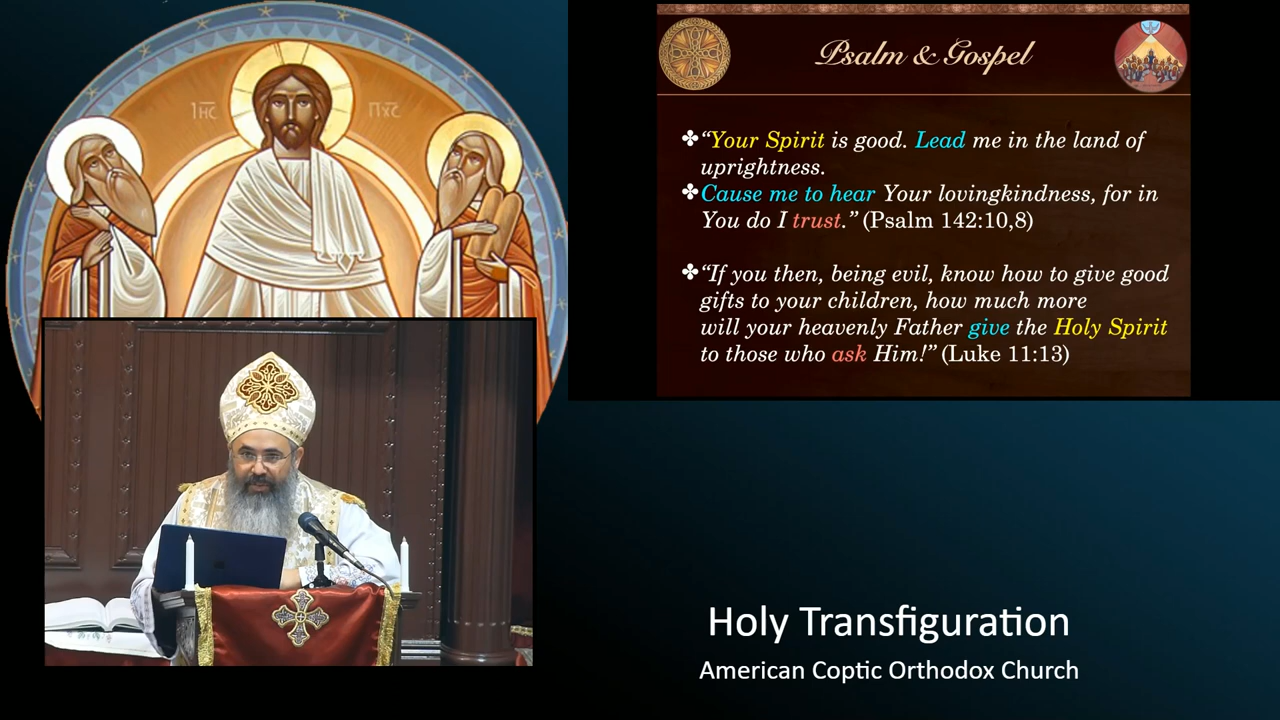 ⲒⲎⲤ
ⲠⲬⲤ
Psalm & Gospel
✤“Your Spirit is good. Lead me in the land of
uprightness.
✤Cause me to hear Your lovingkindness, for in
You do I trust.” (Psalm 142:10,8)
✤“If you then, being evil, know how to give good
gifts to your children, how much more
will your heavenly Father give the Holy Spirit
to those who ask Him!” (Luke 11:13)
Holy Transfiguration
American Coptic Orthodox Church